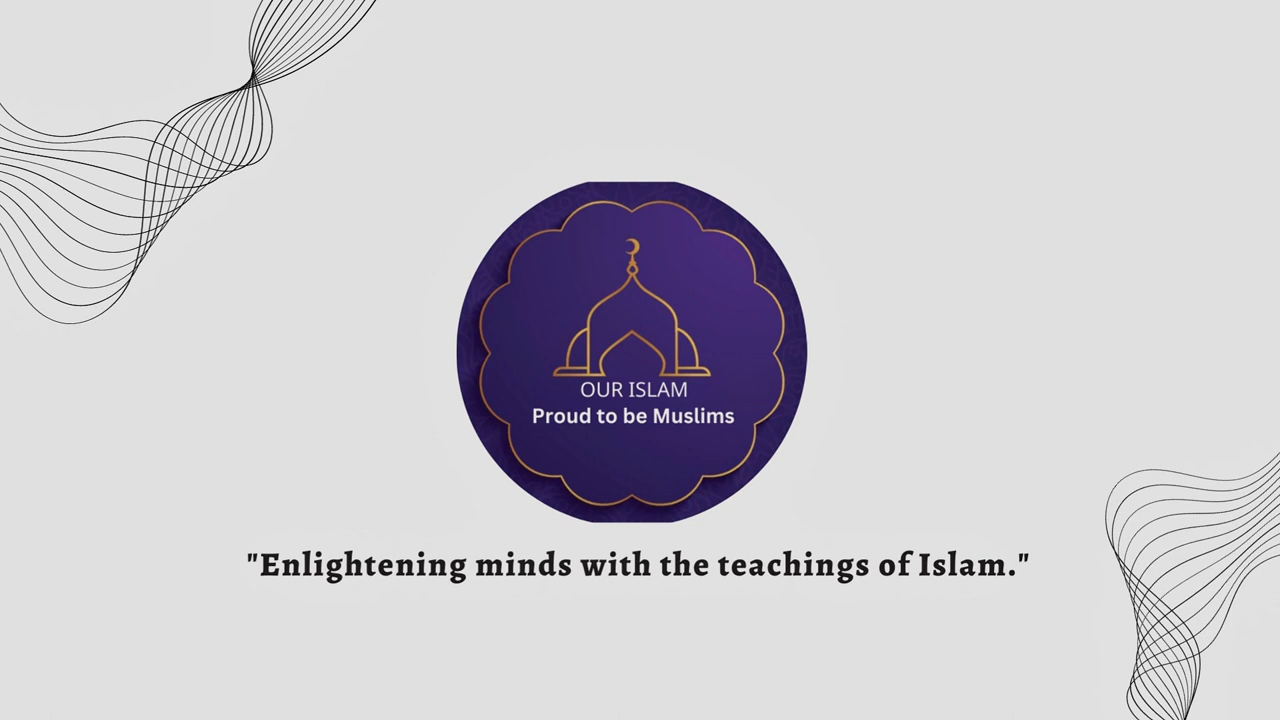 OUR ISLAM
Proud to be Muslims
"Enlightening minds with the teachings of Islam."